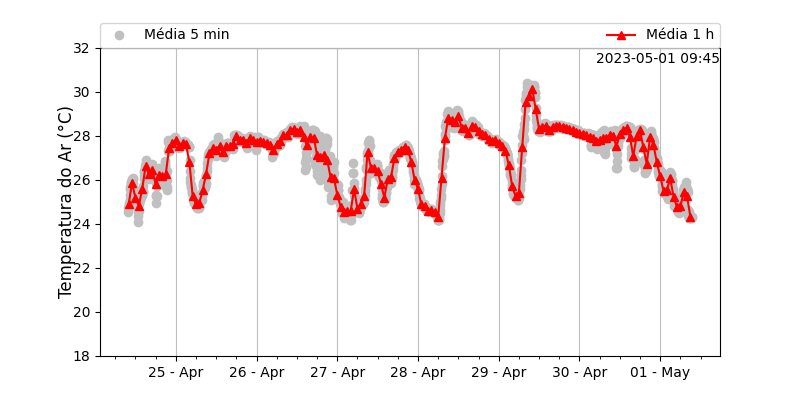 Média 5 min
Média 1 h
2023-05-01 09:45
Temperatura do Ar (°C)
32
30
28
26
24
22
20
18
25 - Apr
26 - Apr
27 - Apr
28 - Apr
29 - Apr
30 - Apr
01 - May